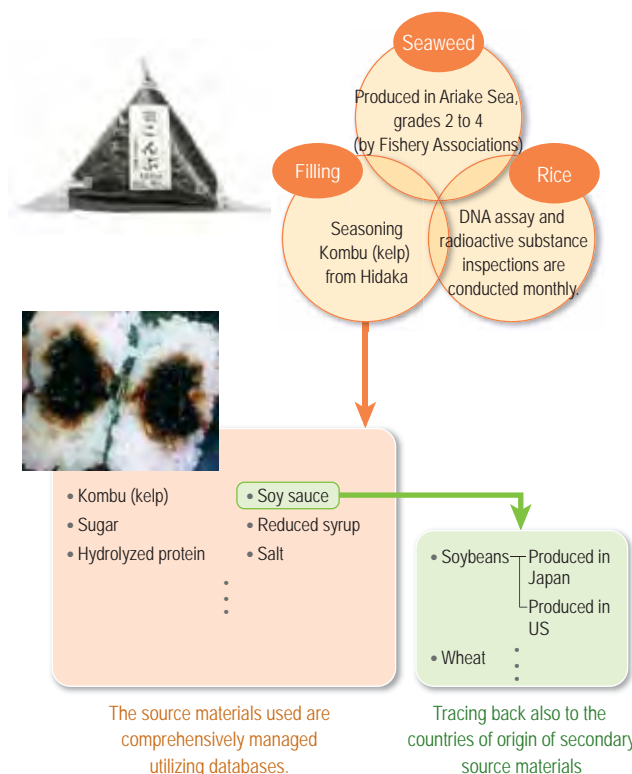 Seaweed
Produced in Ariake Sea,
grades 2 to 4
(by Fishery Associations)
Filling
Seasoning
Kombu (kelp)
from Hidaka
Rice
DNA assay and
radioactive substance
inspections are
conducted monthly.
• Kombu (kelp)
• Sugar
• Hydrolyzed protein
• Soy sauce
• Reduced syrup
• Salt
• Soybeans
Produced in
Japan
Produced in
US
• Wheat
The source materials used are
comprehensively managed
utilizing databases.
Tracing back also to the
countries of origin of secondary
source materials